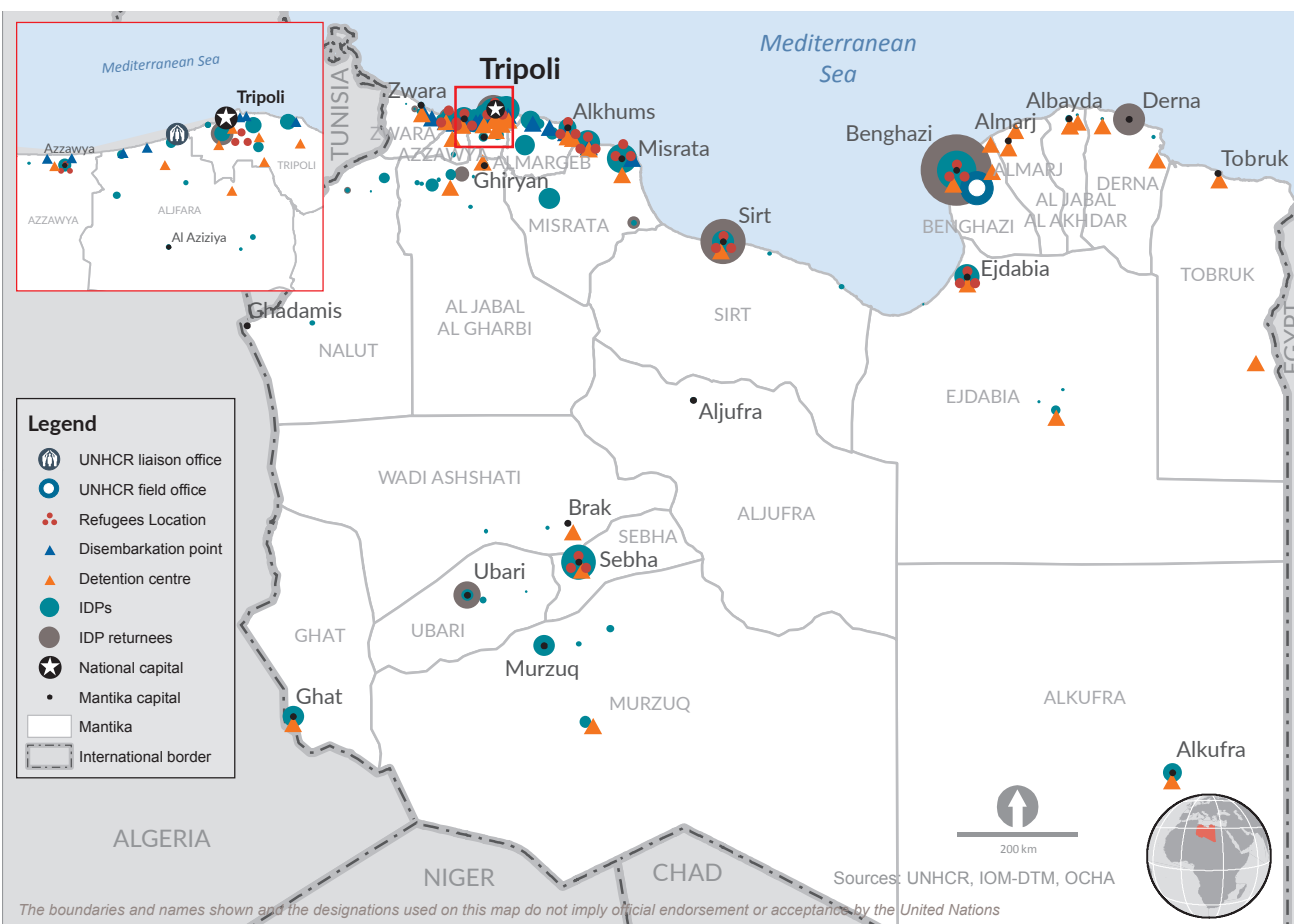 Mediterranean Sea
Tripoli
Azzawya
TRIPOLI
AZZAWYA
ALJFARA
Al Aziziya
TUNISIA
Mediterranean
Sea
Tripoli
Zwara
Alkhums
ZWARA
AZZAWYA
ALMARGEB
Misrata
Ghiryan
MISRATA
Benghazi
Almarj
Albayda
Derna
Tobruk
ALMARJ
DERNA
AL JABAL
AL AKHDAR
BENGHAZI
Sirt
Ejdabia
TOBRUK
EGYPT
Ghadamis
NALUT
AL JABAL
AL GHARBI
SIRT
EJDABIA
Aljufra
Legend
UNHCR liaison office
UNHCR field office
Refugees Location
Disembarkation point
Detention centre
IDPs
IDP returnees
National capital
Mantika capital
Mantika
International border
WADI ASHSHATI
Brak
SEBHA
Sebha
ALJUFRA
Ubari
UBARI
GHAT
Murzuq
Ghat
MURZUQ
ALKUFRA
Alkufra
200 km
ALGERIA
NIGER
CHAD
Sources: UNHCR, IOM-DTM, OCHA
The boundaries and names shown and the designations used on this map do not imply official endorsement or acceptance by the United Nations